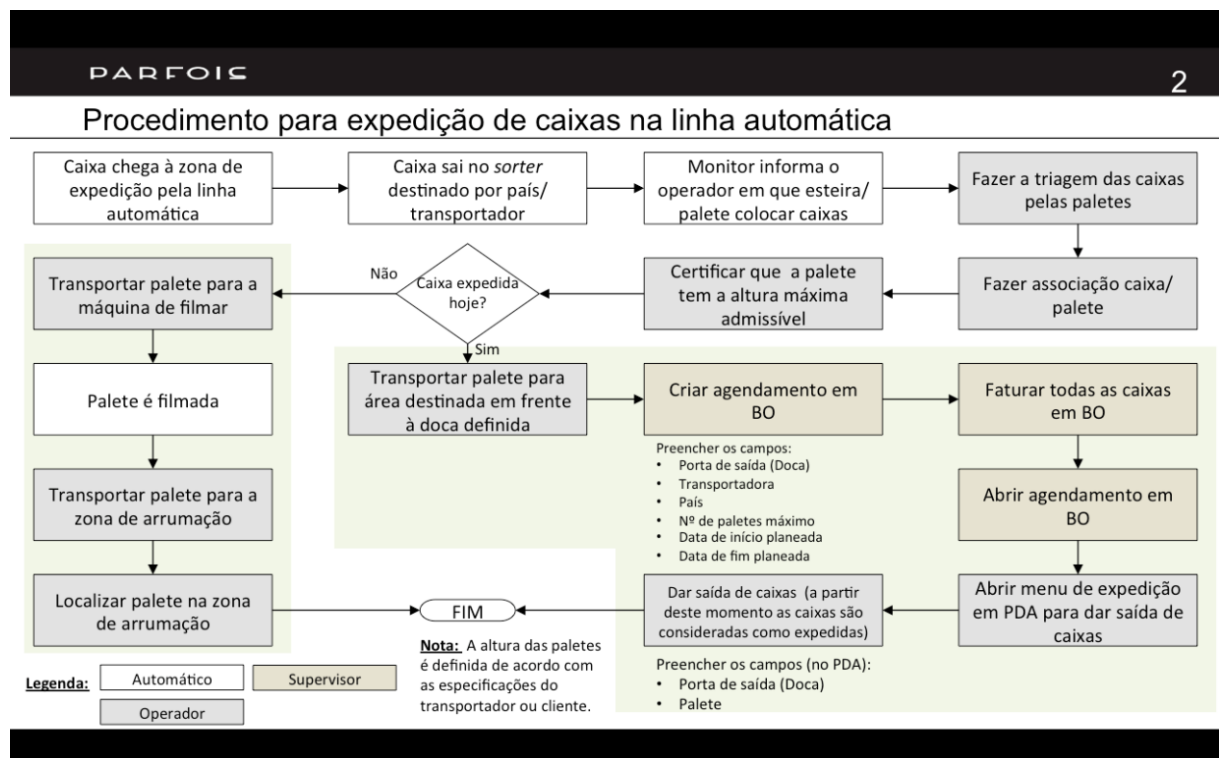 PARFOIS
2
Procedimento para expedição de caixas na linha automática
Caixa chega à zona de
expedição pela linha
automática
Caixa sai no sorter
destinado por país/
transportador
Monitor informa o
operador em que esteira/
palete colocar caixas
Fazer a triagem das caixas
pelas paletes
Transportar palete para a
máquina de filmar
Não
Caixa expedida
hoje?
Sim
Certificar que a palete
tem a altura máxima
admissível
Fazer associação caixa/
palete
Palete é filmada
Transportar palete para
área destinada em frente
à doca definida
Criar agendamento em
BO
Faturar todas as caixas
em BO
Preencher os campos:
• Porta de saída (Doca)
• Transportadora
• País
• Nº de paletes máximo
• Data de início planeada
• Data de fim planeada
Transportar palete para a
zona de arrumação
Abrir agendamento em
BO
Localizar palete na zona
de arrumação
FIM
Dar saída de caixas (a partir
deste momento as caixas são
consideradas como expedidas)
Abrir menu de expedição
em PDA para dar saída de
caixas
Nota: A altura das paletes
é definida de acordo com
as especificações do
transportador ou cliente.
Preencher os campos (no PDA):
• Porta de saída (Doca)
• Palete
Legenda:
Automático
Supervisor
Operador